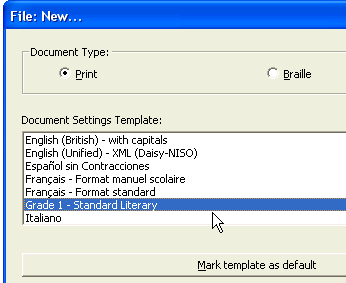 File: New...
Document Type:
Print
Braille
Document Settings Template:
English (British) - with capitals
English (Unified) - XML (Daisy-NISO)
Español sin Contracciones
Français - Format manuel scolaire
Français - Format standard
Grade 1 - Standard Literary
Italiano
Mark template as default